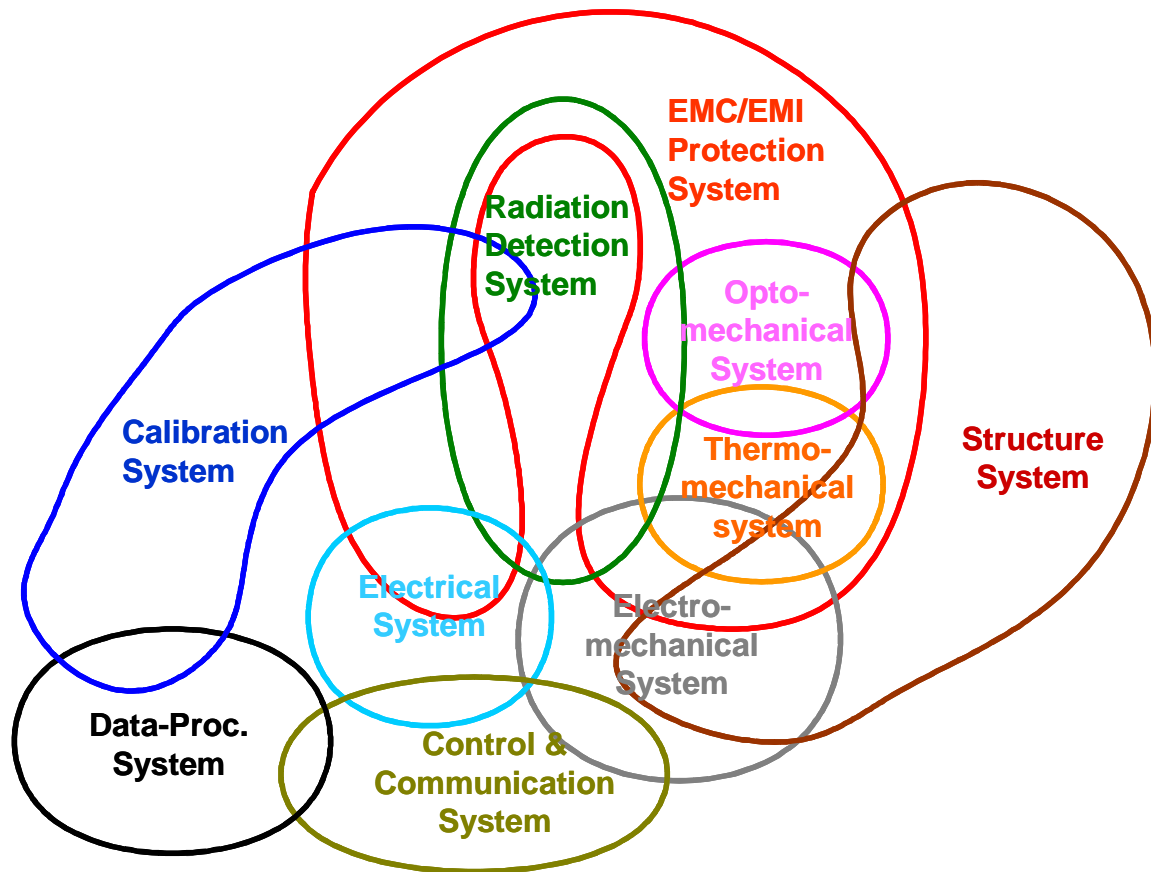 EMC/EMI
Protection
System
Radiation
Detection
System
Opto-
mechanical
System
Calibration
System
Thermo-
mechanical
system
Structure
System
Electrical
System
Electro-
mechanical
System
Data-Proc.
System
Control &
Communication
System